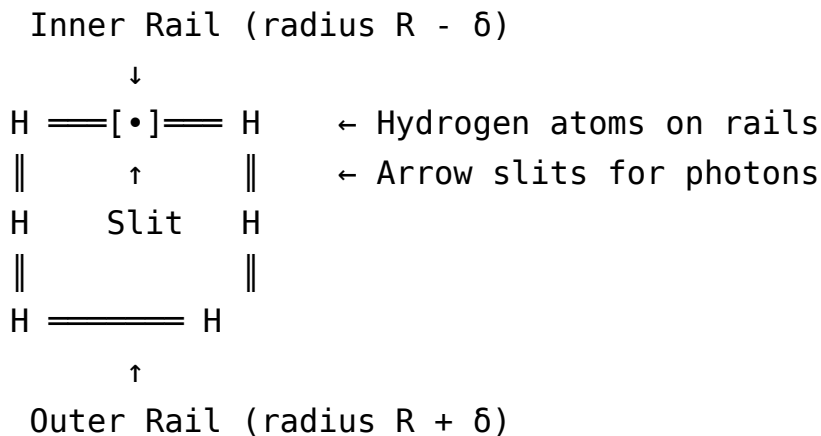 Inner Rail (radius R - δ)
↓
H ═══[•]═══ H ← Hydrogen atoms on rails
║ ↑ ║ ← Arrow slits for photons
H Slit H
║ ║
H ═══════ H
↑
Outer Rail (radius R + δ)